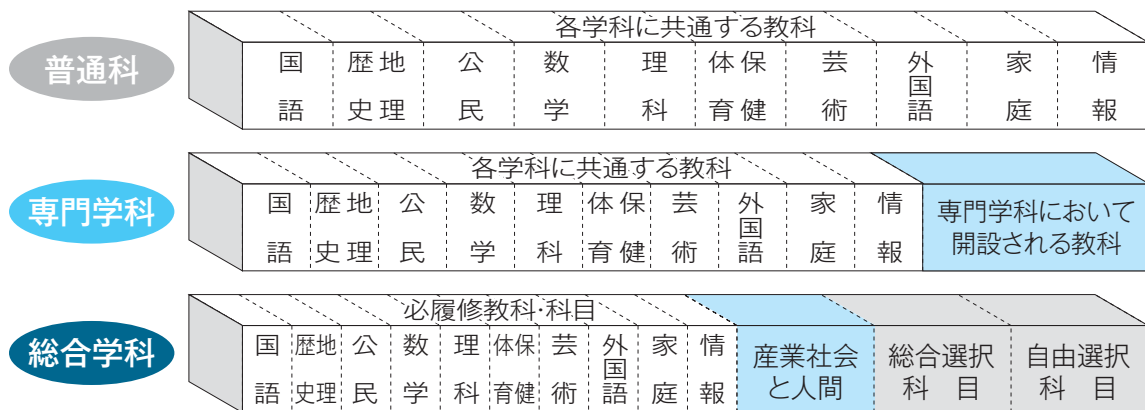 普通科
各学科に共通する教科
国語
地理歴史
公民
数学
理科
保健体育
芸術
外国語
家庭
情報
専門学科
各学科に共通する教科
国語
地理歴史
公民
数学
理科
保健体育
芸術
外国語
家庭
情報
専門学科において
開設される教科
総合学科
必履修教科・科目
国語
地理歴史
公民
数学
理科
保健体育
芸術
外国語
家庭
情報
産業社会
と人間
総合選択
科目
自由選択
科目